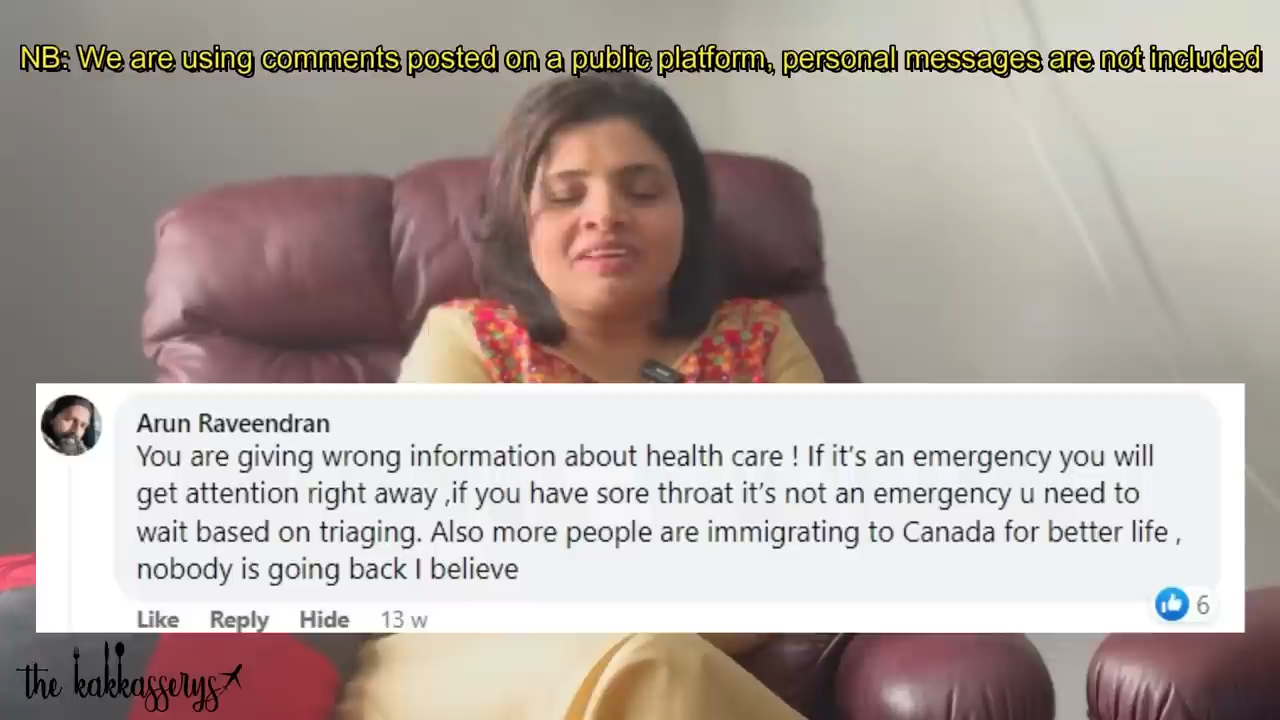 NB: We are using comments posted on a public platform, personal messages are not included
Arun Raveendran
You are giving wrong information about health care ! If it's an emergency you will
get attention right away ,if you have sore throat it's not an emergency u need to
wait based on triaging. Also more people are immigrating to Canada for better life ,
nobody is going back I believe
Like Reply Hide 13 w
6
the kakkasserys